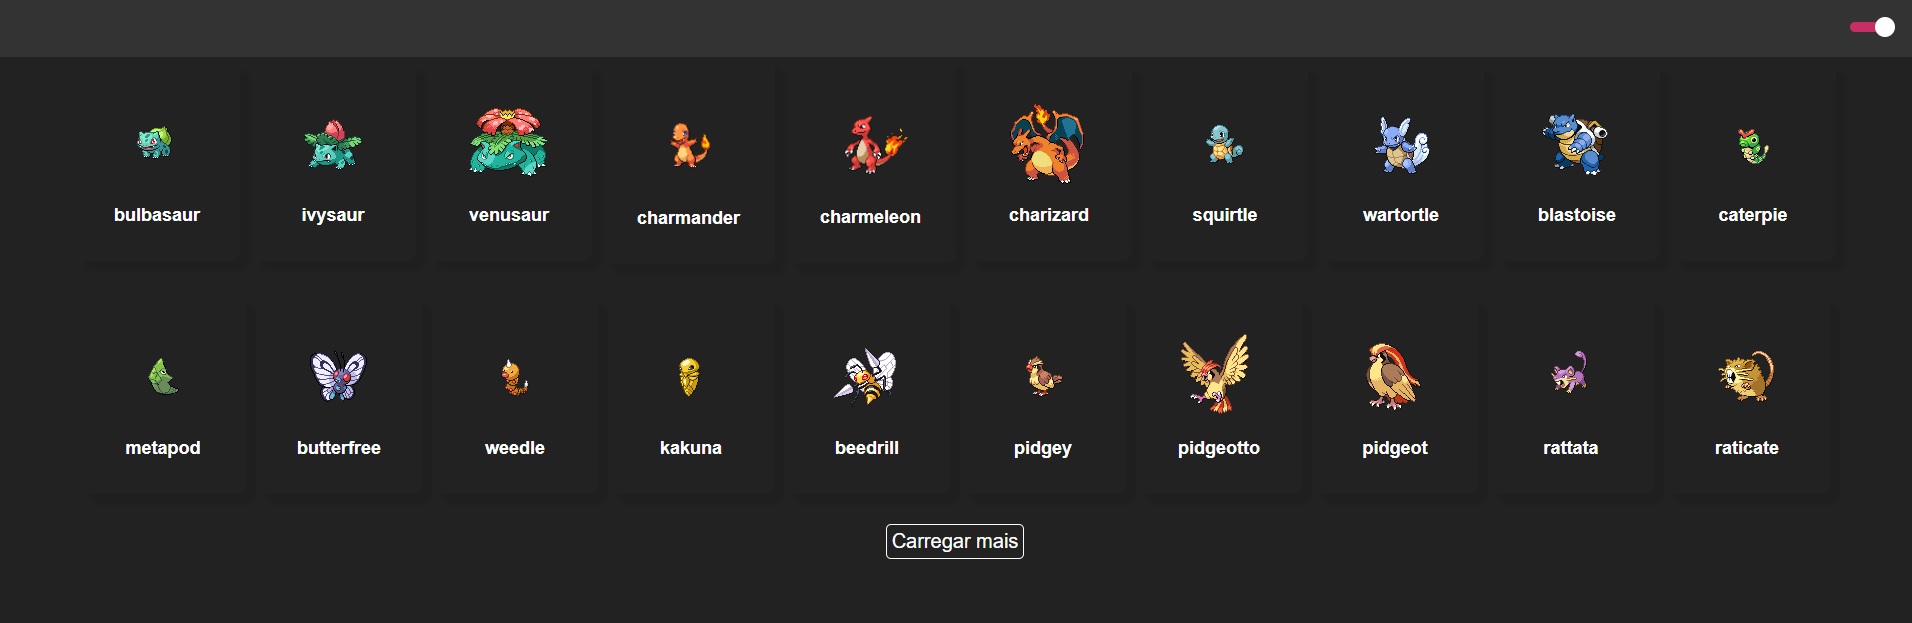 bulbasaur ivysaur venusaur charmander charmeleon charizard squirtle wartortle blastoise caterpie
metapod butterfree weedle kakuna beedrill pidgey pidgeotto pidgeot rattata raticate
Carregar mais